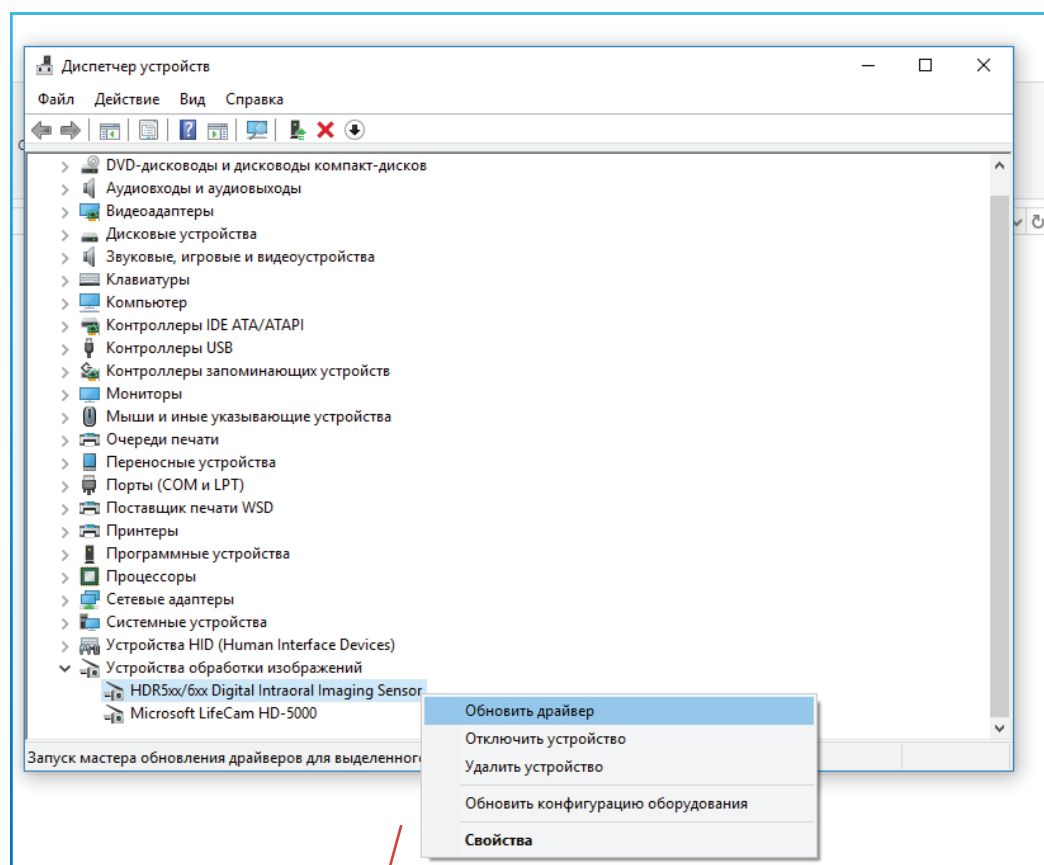 Диспетчер устройств
Файл Действие Вид Справка
DVD-дисководы и дисководы компакт-дисков
Аудиовходы и аудиовыходы
Видеоадаптеры
Дисковые устройства
Звуковые, игровые и видеоустройства
Клавиатуры
Компьютер
Контроллеры IDE ATA/ATAPI
Контроллеры USB
Контроллеры запоминающих устройств
Мониторы
Мыши и иные указывающие устройства
Очереди печати
Переносные устройства
Порты (COM и LPT)
Поставщик печати WSD
Принтеры
Программные устройства
Процессоры
Сетевые адаптеры
Системные устройства
Устройства HID (Human Interface Devices)
Устройства обработки изображений
HDR5xx/6xx Digital Intraoral Imaging Sensor
Microsoft LifeCam HD-5000
Обновить драйвер
Отключить устройство
Удалить устройство
Обновить конфигурацию оборудования
Свойства
Запуск мастера обновления драйверов для выделенног